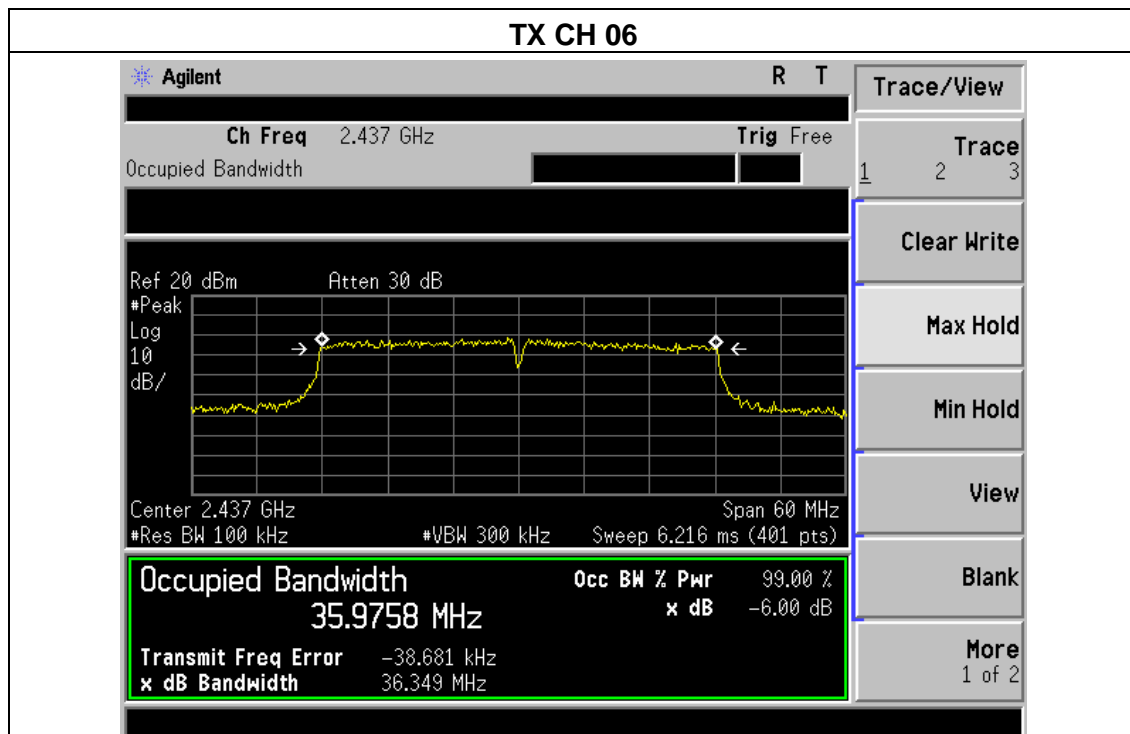 TX CH 06
Agilent R T
Ch Freq 2.437 GHz Trig Free
Occupied Bandwidth
Ref 20 dBm Atten 30 dB
#Peak
Log
10
dB/
Center 2.437 GHz Span 60 MHz
#Res BW 100 kHz #VBW 300 kHz Sweep 6.216 ms (401 pts)
Occupied Bandwidth Occ BW % Pwr 99.00 %
35.9758 MHz x dB -6.00 dB
Transmit Freq Error -38.681 kHz
x dB Bandwidth 36.349 MHz
Trace/View
Trace
1 2 3
Clear Write
Max Hold
Min Hold
View
Blank
More
1 of 2